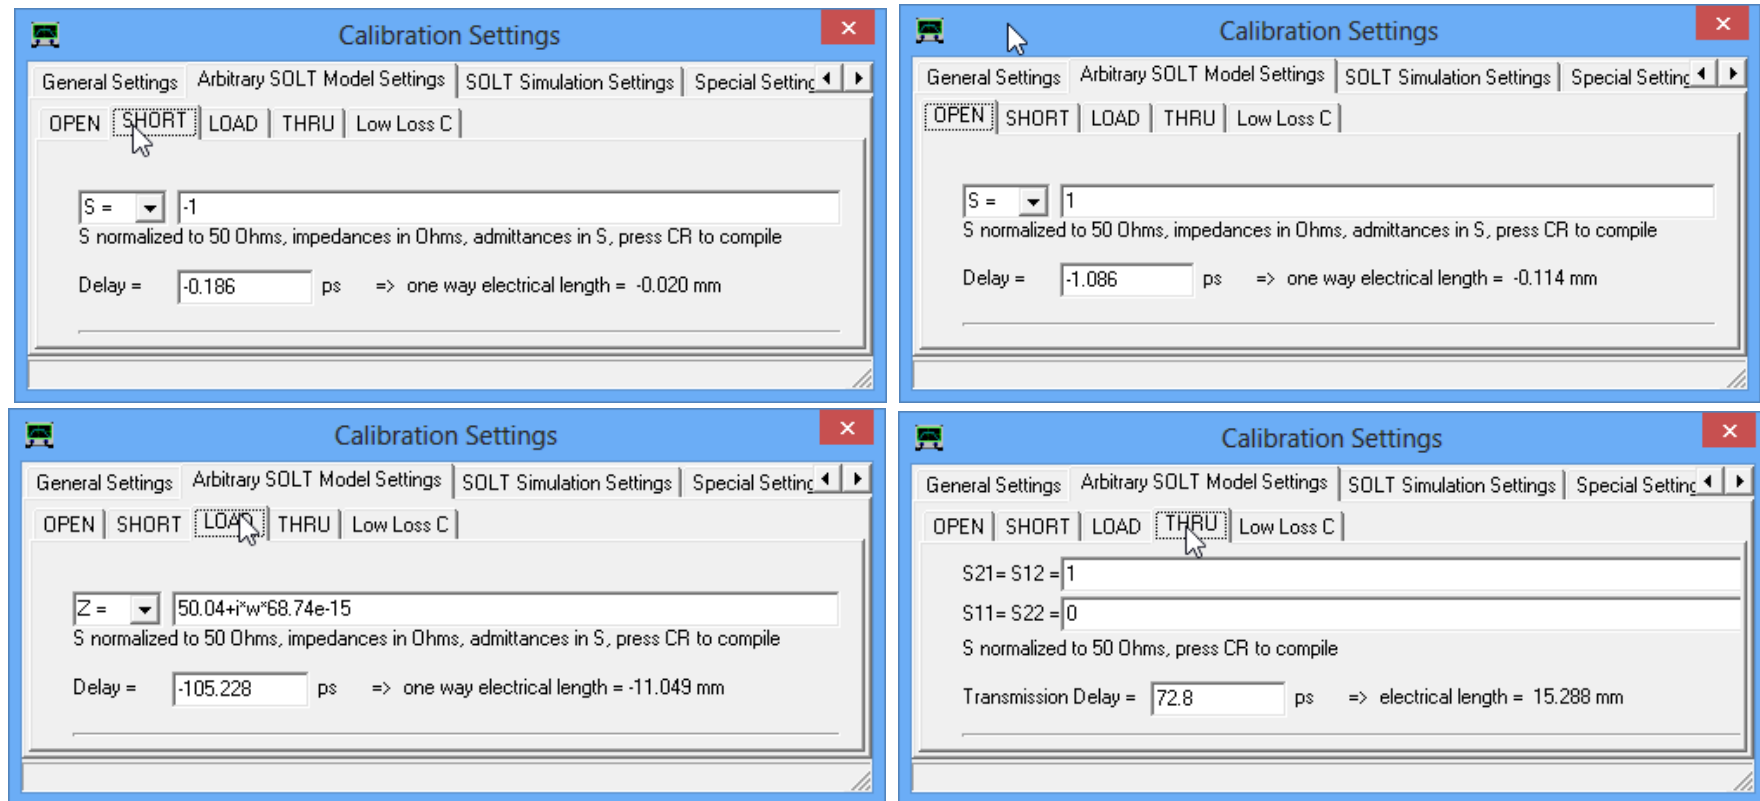 Calibration Settings
General Settings Arbitrary SOLT Model Settings SOLT Simulation Settings Special Setting
OPEN SHORT LOAD THRU Low Loss C
S = -1
S normalized to 50 Ohms, impedances in Ohms, admittances in S, press CR to compile
Delay = -0.186 ps => one way electrical length = -0.020 mm
Calibration Settings
General Settings Arbitrary SOLT Model Settings SOLT Simulation Settings Special Setting
OPEN SHORT LOAD THRU Low Loss C
S = 1
S normalized to 50 Ohms, impedances in Ohms, admittances in S, press CR to compile
Delay = -1.086 ps => one way electrical length = -0.114 mm
Calibration Settings
General Settings Arbitrary SOLT Model Settings SOLT Simulation Settings Special Setting
OPEN SHORT LOAD THRU Low Loss C
Z = 50.04+i*w*68.74e-15
S normalized to 50 Ohms, impedances in Ohms, admittances in S, press CR to compile
Delay = -105.228 ps => one way electrical length = -11.049 mm
Calibration Settings
General Settings Arbitrary SOLT Model Settings SOLT Simulation Settings Special Setting
OPEN SHORT LOAD THRU Low Loss C
S21= S12 = 1
S11= S22 = 0
S normalized to 50 Ohms, press CR to compile
Transmission Delay = 72.8 ps => electrical length = 15.288 mm